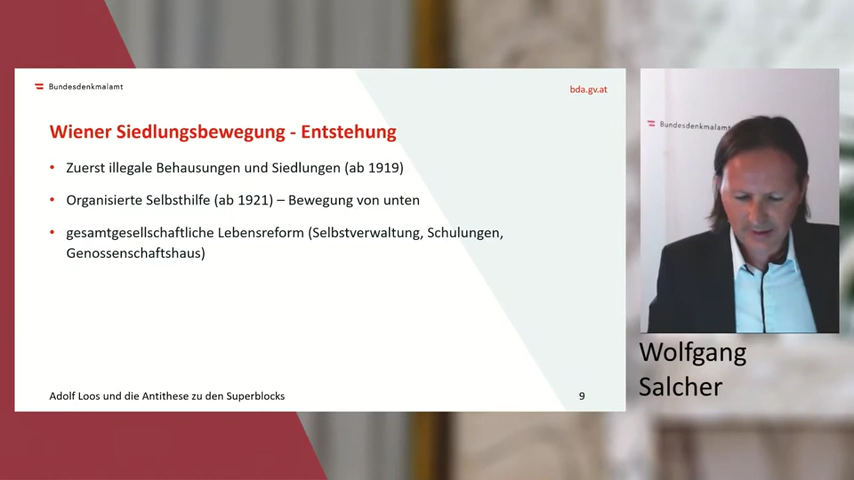 Bundesdenkmalamt
bda.gv.at
Wiener Siedlungsbewegung - Entstehung
• Zuerst illegale Behausungen und Siedlungen (ab 1919)
• Organisierte Selbsthilfe (ab 1921) – Bewegung von unten
• gesamtgesellschaftliche Lebensreform (Selbstverwaltung, Schulungen,
Genossenschaftshaus)
Adolf Loos und die Antithese zu den Superblocks
9
Bundesdenkmalamt
Wolfgang
Salcher